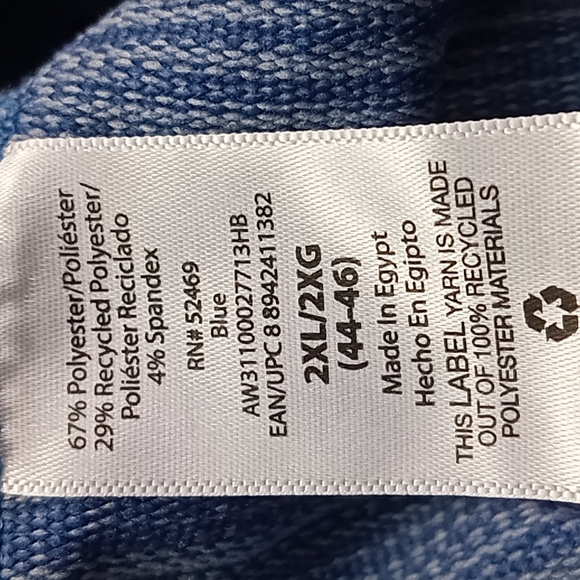 67% Polyester/Poliéster
29% Recycled Polyester/
Poliéster Reciclado
4% Spandex
RN# 52469
Blue
AW31100027713HB
EAN/UPC 8 8942411382
2XL/2XG
(44-46)
Made In Egypt
Hecho En Egipto
THIS LABEL YARN IS MADE
OUT OF 100% RECYCLED
POLYESTER MATERIALS